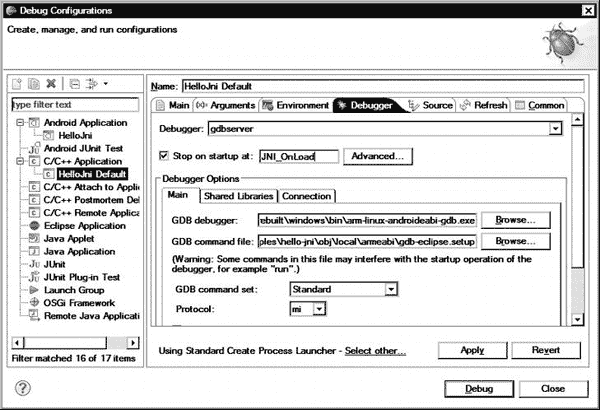 Debug Configurations
Create, manage, and run configurations
type filter text
Android Application
HelloJni
Android JUnit Test
C/C++ Application
HelloJni Default
C/C++ Attach to Applic
C/C++ Postmortem Del
C/C++ Remote Applica
Eclipse Application
Java Applet
Java Application
JUnit
JUnit Plug-in Test
Launch Group
OSGi Framework
Remote Java Applicati
Filter matched 16 of 17 items
Name: HelloJni Default
Main Arguments Environment Debugger Source Refresh Common
Debugger: gdbserver
Stop on startup at: JNI_OnLoad Advanced...
Debugger Options
Main Shared Libraries Connection
GDB debugger: rebuilt\windows\bin\arm-linux-androideabi-gdb.exe Browse...
GDB command file: ples\hello-jni\obj\local\armeabi\gdb-eclipse.setup Browse...
(Warning: Some commands in this file may interfere with the startup operation of the
debugger, for example "run".)
GDB command set: Standard
Protocol: mi
Using Standard Create Process Launcher - Select other... Apply Revert
Debug Close